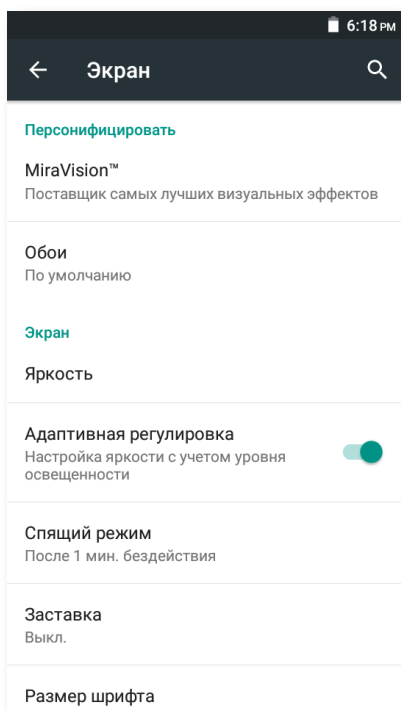 6:18 PM
Экран
Персонифицировать
MiraVision™
Поставщик самых лучших визуальных эффектов
Обои
По умолчанию
Экран
Яркость
Адаптивная регулировка
Настройка яркости с учетом уровня
освещенности
Спящий режим
После 1 мин. бездействия
Заставка
Выкл.
Размер шрифта